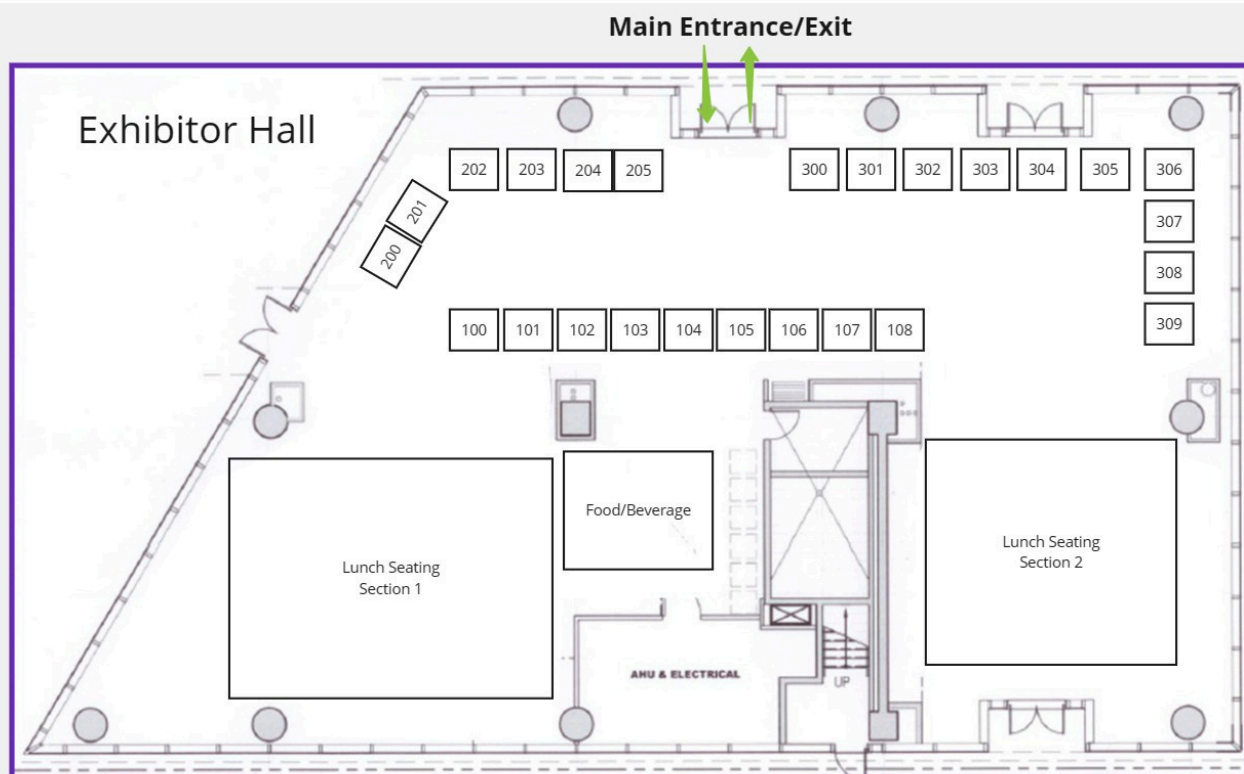 Main Entrance/Exit
Exhibitor Hall
202 203 204 205 300 301 302 303 304 305 306
201
200
307
308
309
100 101 102 103 104 105 106 107 108
Food/Beverage
Lunch Seating
Section 1
Lunch Seating
Section 2
AHU & ELECTRICAL
UP